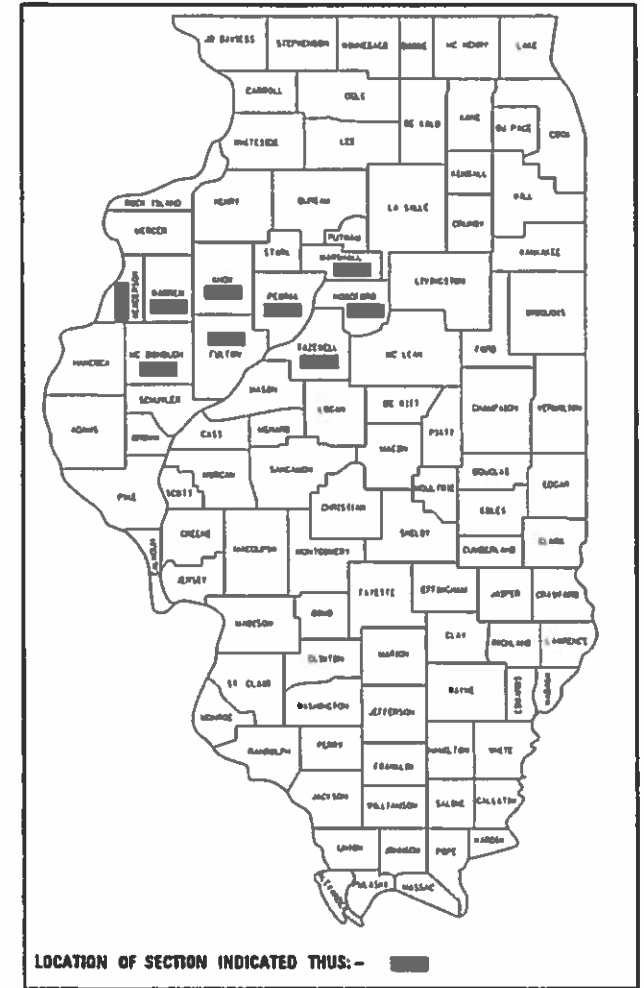 JO DAVIESS
STEPHENSON
WINNEBAGO
BOONE
MC HENRY
LAKE
CARROLL
OGLE
DE KALB
KANE
DU PAGE
COOK
WHITESIDE
LEE
KENDALL
WILL
ROCK ISLAND
HENRY
BUREAU
LA SALLE
GRUNDY
MERCER
PUTNAM
KANKAKEE
STARK
MARSHALL
LIVINGSTON
HENDERSON
WARREN
KNOX
PEORIA
WOODFORD
IROQUOIS
HANCOCK
MC DONOUGH
FULTON
TAZEWELL
MC LEAN
FORD
SCHUYLER
MASON
LOGAN
DE WITT
CHAMPAIGN
VERMILION
ADAMS
BROWN
CASS
MENARD
MACON
PIATT
PIKE
SCOTT
MORGAN
SANGAMON
CHRISTIAN
MOULTRIE
DOUGLAS
EDGAR
COLES
CALHOUN
GREENE
MACOUPIN
MONTGOMERY
SHELBY
CUMBERLAND
CLARK
JERSEY
FAYETTE
EFFINGHAM
JASPER
CRAWFORD
MADISON
BOND
CLAY
RICHLAND
LAWRENCE
ST CLAIR
CLINTON
MARION
WAYNE
EDWARDS
WABASH
MONROE
WASHINGTON
JEFFERSON
RANDOLPH
PERRY
FRANKLIN
HAMILTON
WHITE
JACKSON
WILLIAMSON
SALINE
GALLATIN
UNION
JOHNSON
POPE
HARDIN
ALEXANDER
PULASKI
MASSAC
LOCATION OF SECTION INDICATED THUS: -